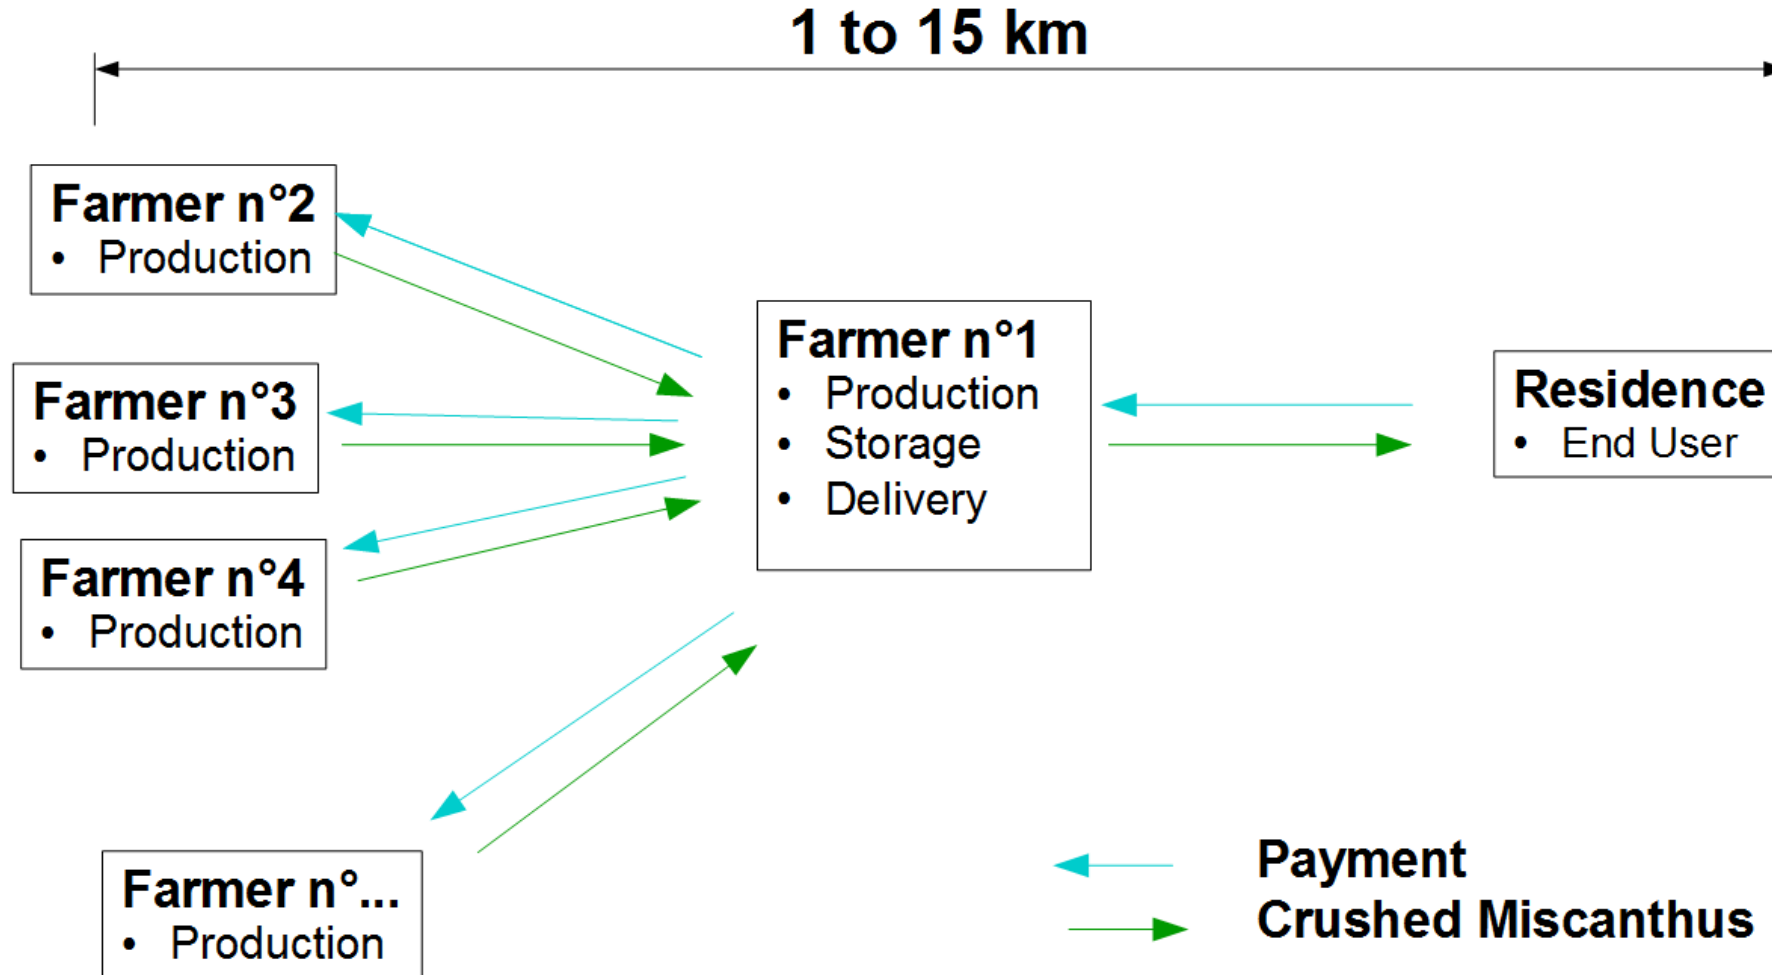 1 to 15 km
Farmer n°2
• Production
Farmer n°3
• Production
Farmer n°4
• Production
Farmer n°...
• Production
Farmer n°1
• Production
• Storage
• Delivery
Residence
• End User
Payment
Crushed Miscanthus